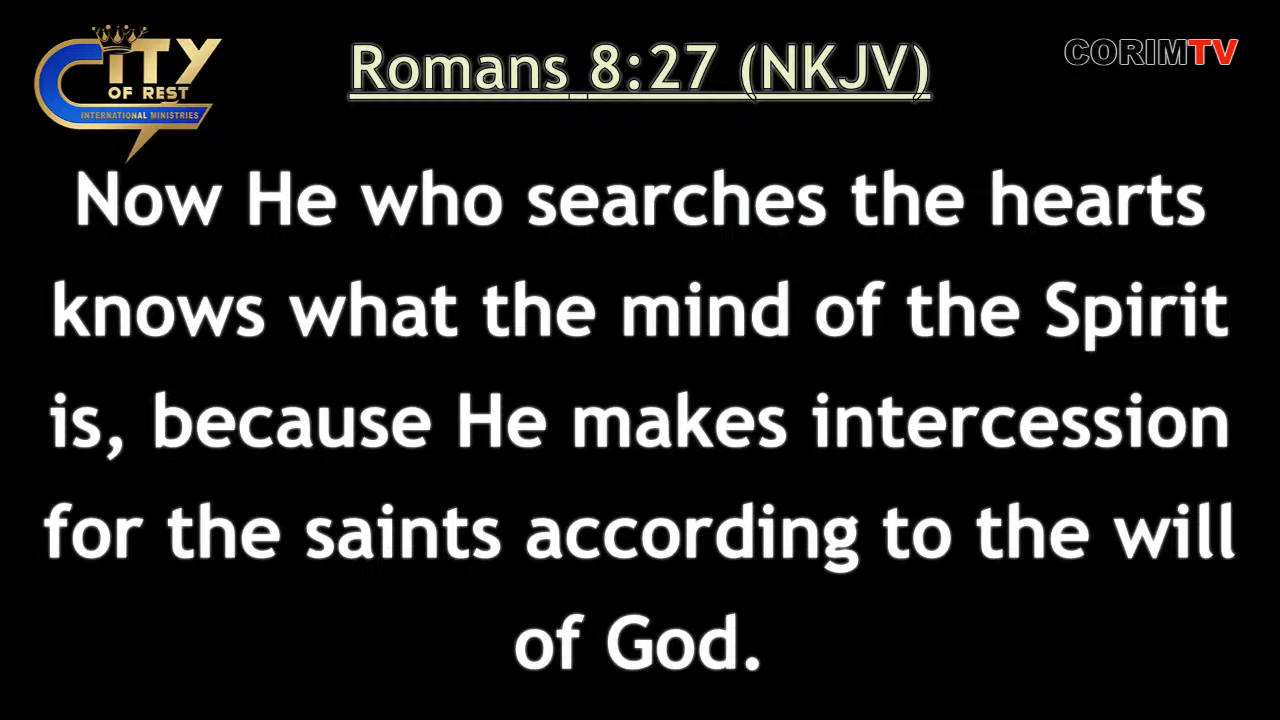 CITY
OF REST
INTERNATIONAL MINISTRIES
Romans 8:27 (NKJV)
CORIMTV
Now He who searches the hearts
knows what the mind of the Spirit
is, because He makes intercession
for the saints according to the will
of God.